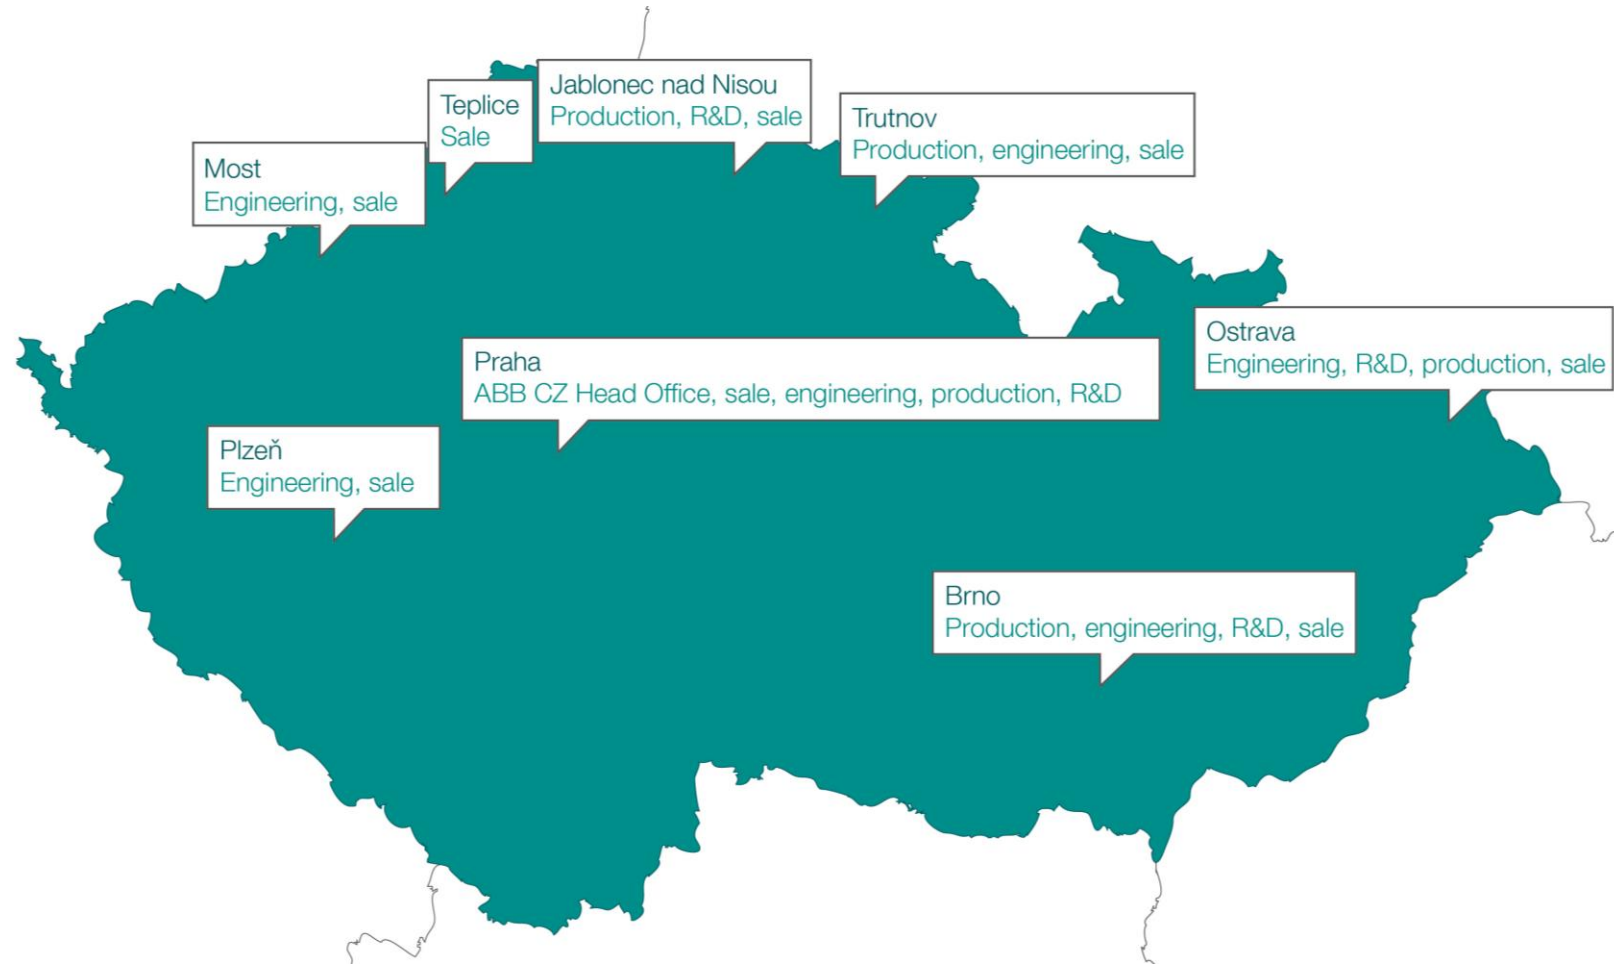 Jablonec nad Nisou
Production, R&D, sale
Teplice
Sale
Trutnov
Production, engineering, sale
Most
Engineering, sale
Ostrava
Engineering, R&D, production, sale
Praha
ABB CZ Head Office, sale, engineering, production, R&D
Plzeň
Engineering, sale
Brno
Production, engineering, R&D, sale